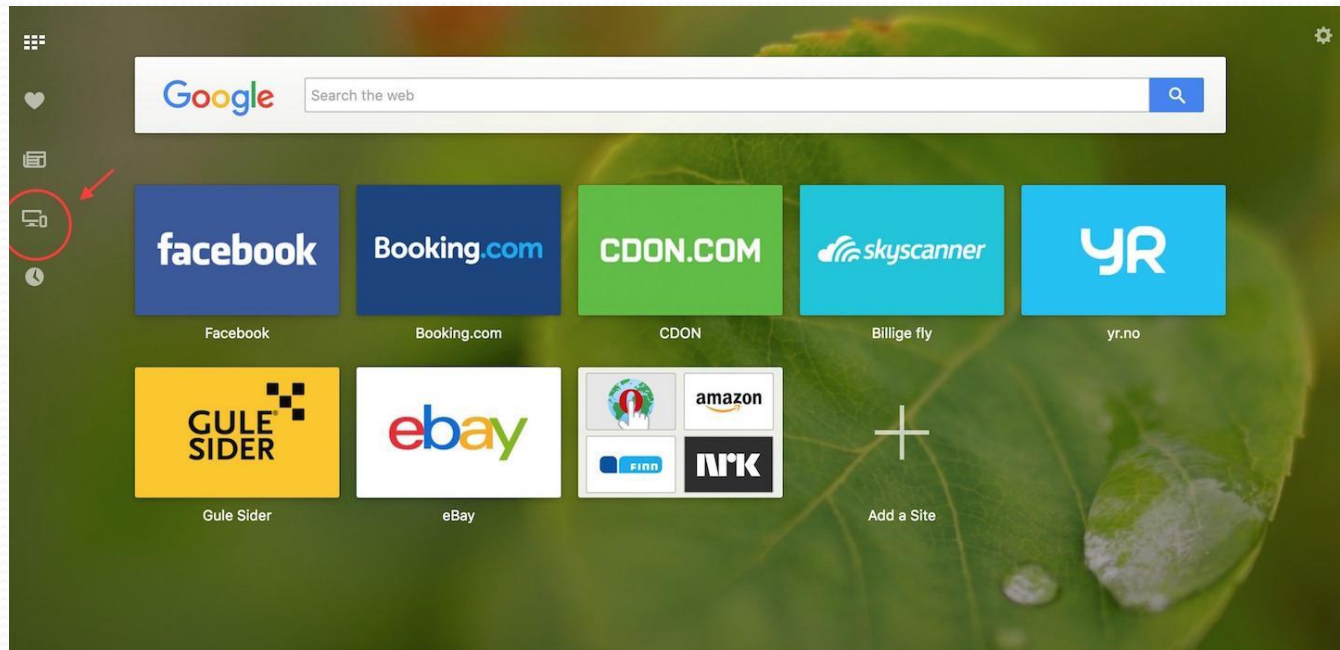 Google
Search the web
facebook
Booking.com
CDON.COM
skyscanner
YR
Facebook
Booking.com
CDON
Billige fly
yr.no
GULE
SIDER
ebay
amazon
FINN
NRK
Gule Sider
eBay
Add a Site